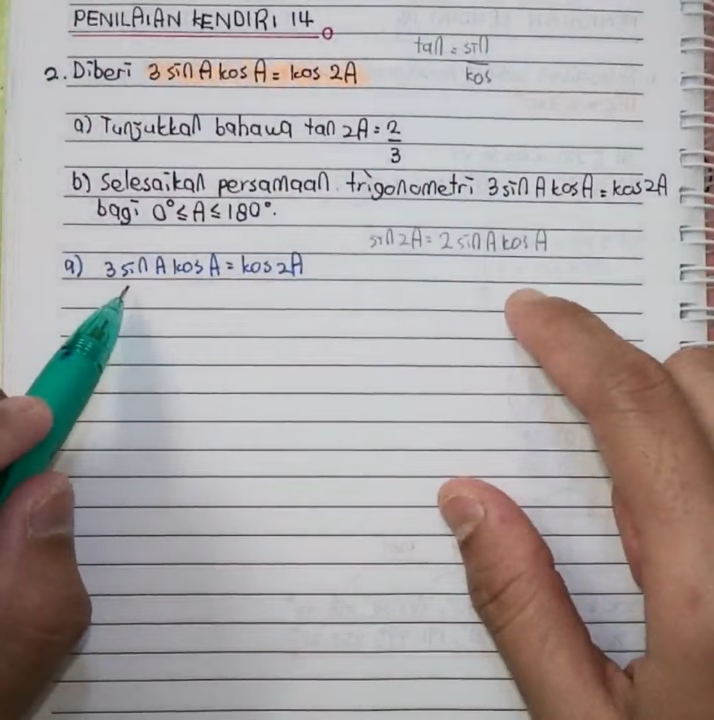 PENILAIAN KENDIRI 14
tan = sin
kos
2. Diberi 3 sin A kos A = kos 2A
a) Tunjukkan bahawa tan 2A = 2/3
b) Selesaikan persamaan trigonometri 3 sin A kos A = kos 2A
bagi 0° ≤ A ≤ 180°.
sin 2A = 2 sin A kos A
a) 3 sin A kos A = kos 2A